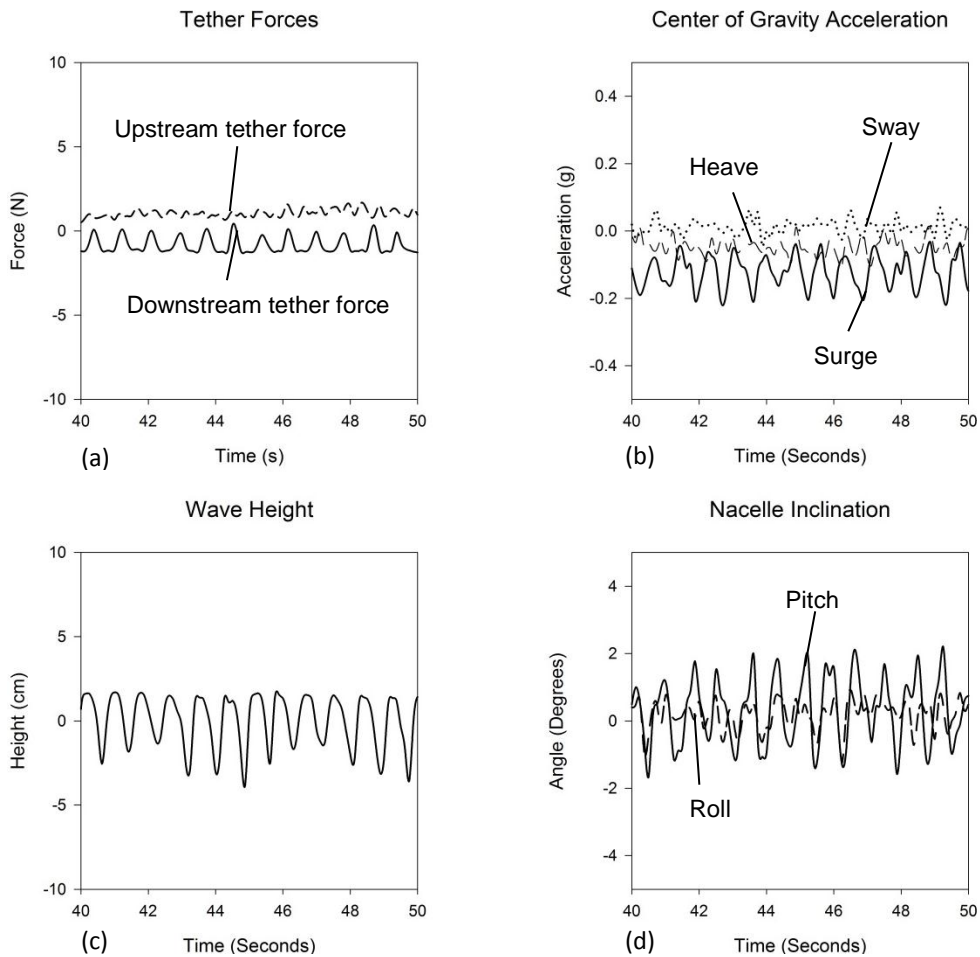 Tether Forces
10
5
0
-5
-10
Force (N)
Upstream tether force
Downstream tether force
40 42 44 46 48 50
(a) Time (s)
Center of Gravity Acceleration
0.4
0.2
0.0
-0.2
-0.4
Acceleration (g)
Sway
Heave
Surge
40 42 44 46 48 50
(b) Time (Seconds)
Wave Height
10
5
0
-5
-10
Height (cm)
40 42 44 46 48 50
(c) Time (Seconds)
Nacelle Inclination
4
2
0
-2
-4
Angle (Degrees)
Pitch
Roll
40 42 44 46 48 50
(d) Time (Seconds)